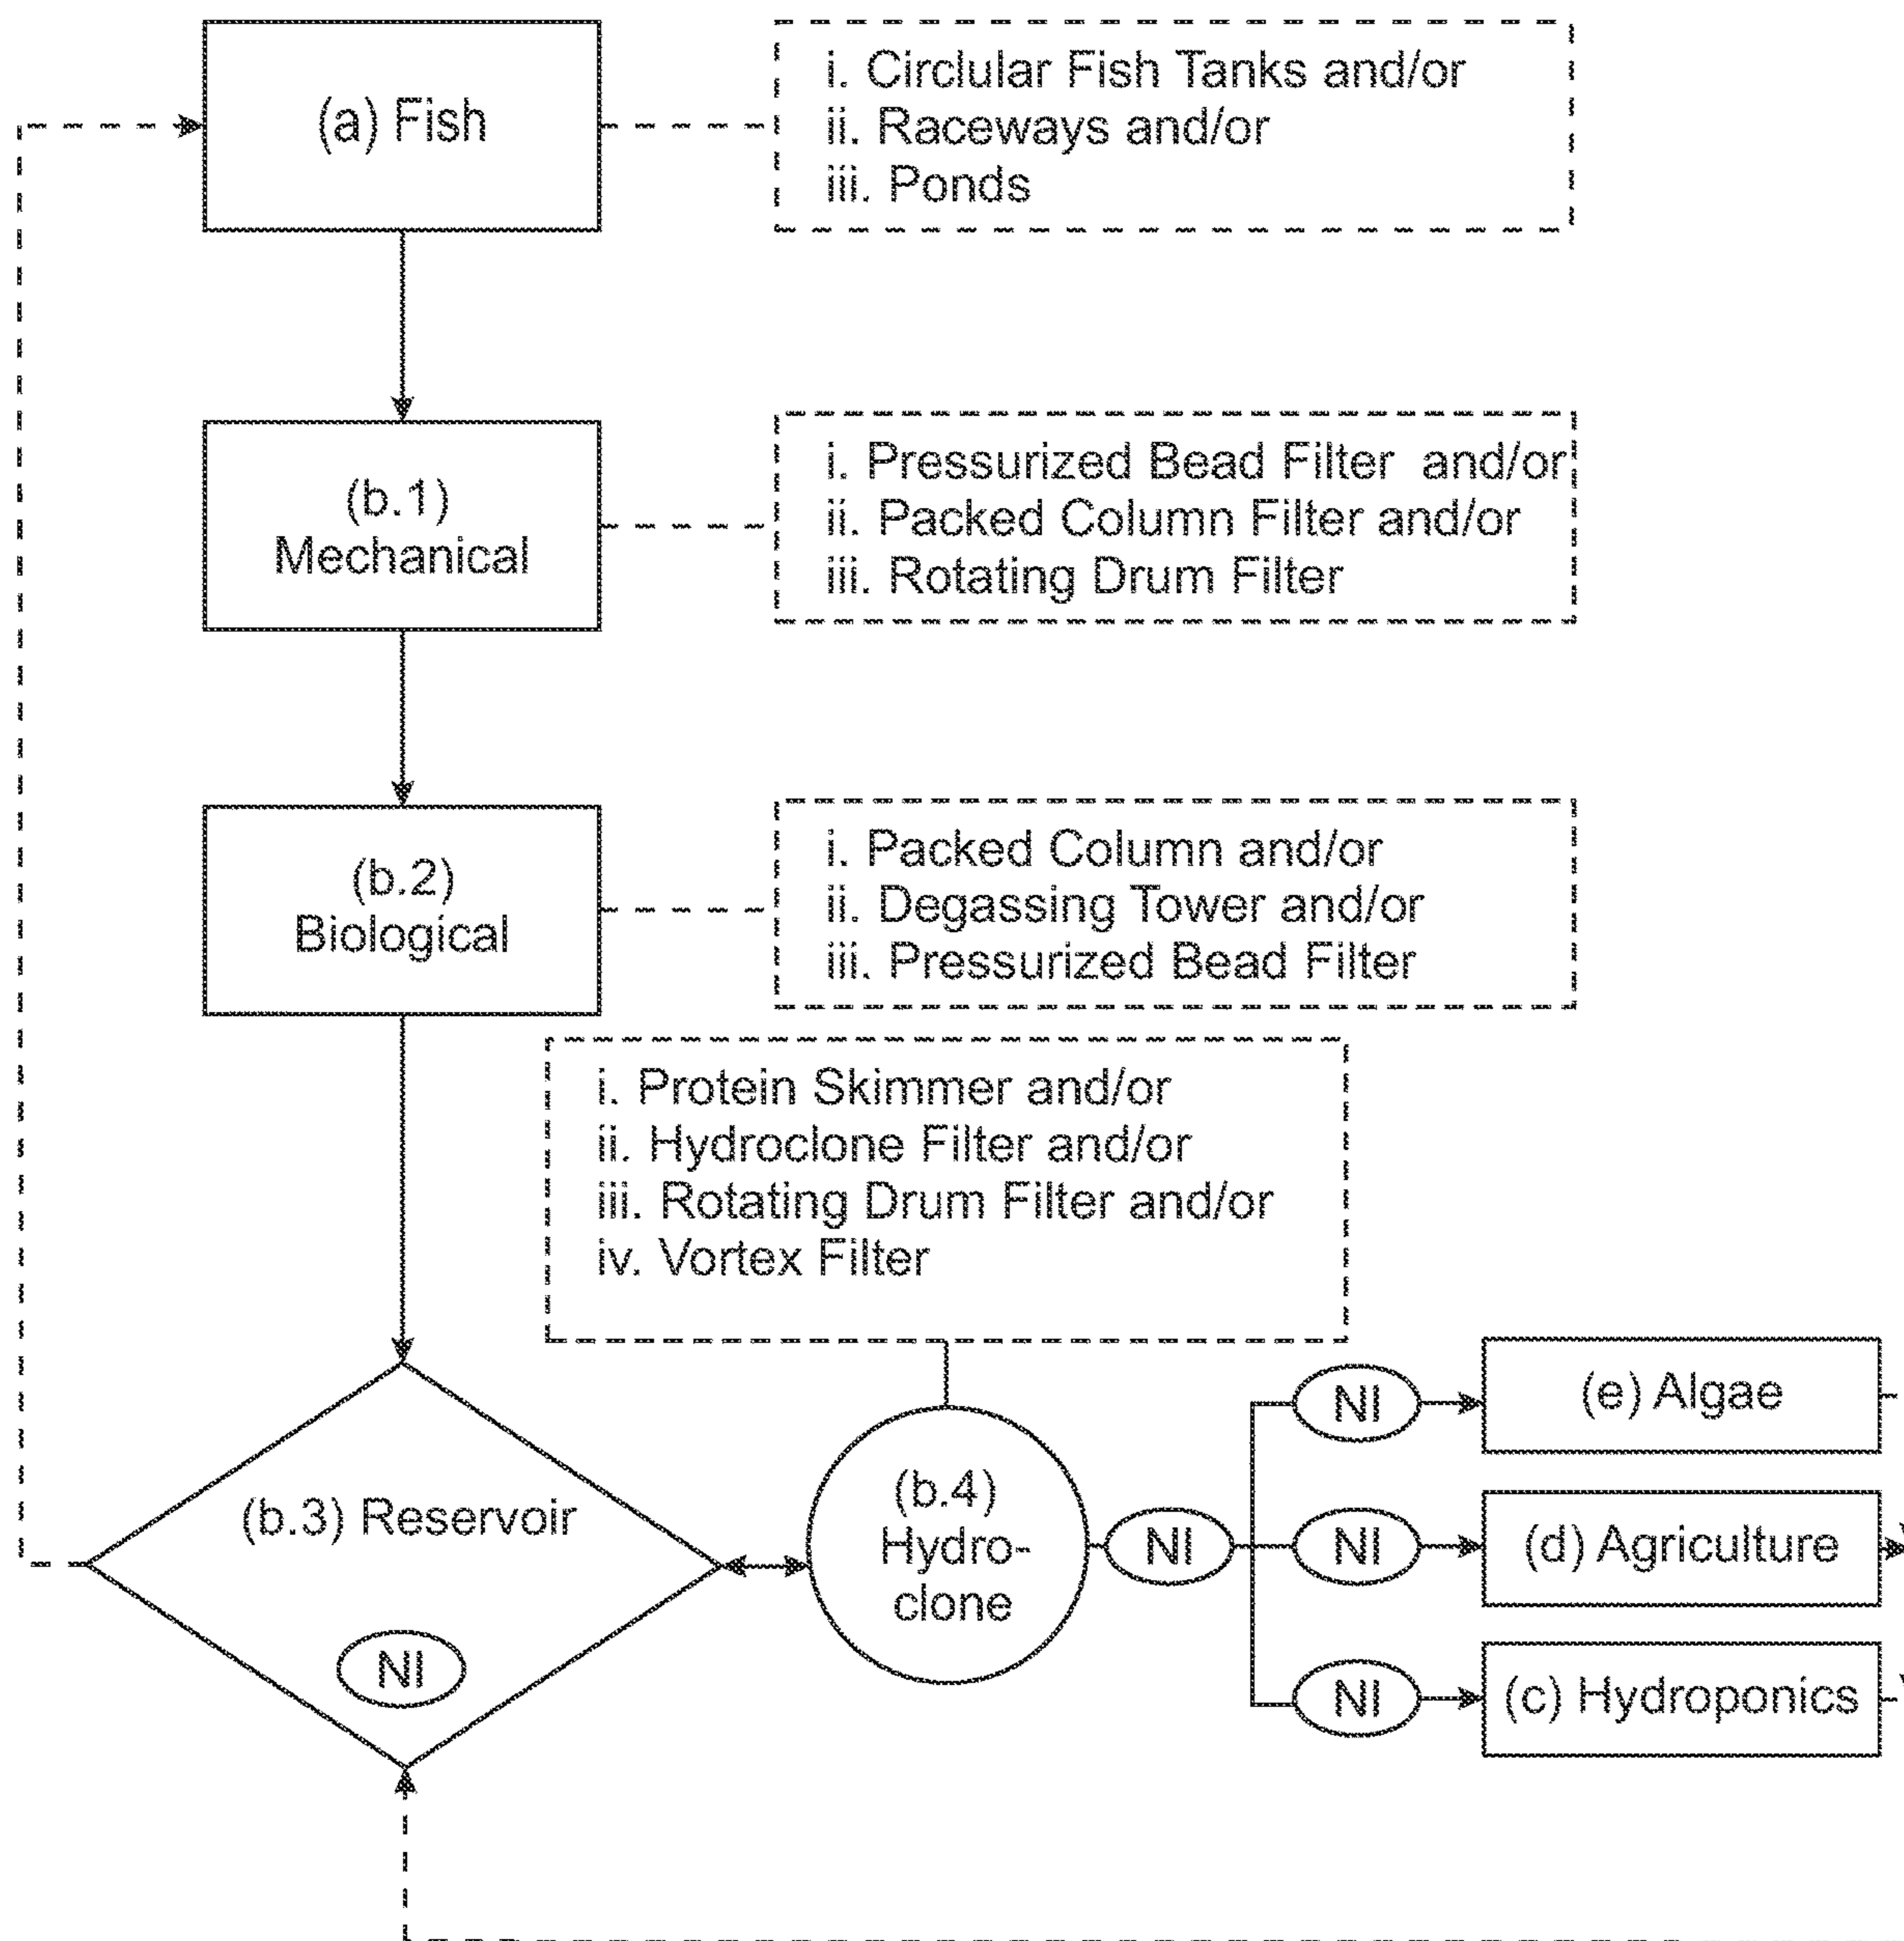 (a) Fish
i. Circlular Fish Tanks and/or
ii. Raceways and/or
iii. Ponds
(b.1)
Mechanical
i. Pressurized Bead Filter and/or
ii. Packed Column Filter and/or
iii. Rotating Drum Filter
(b.2)
Biological
i. Packed Column and/or
ii. Degassing Tower and/or
iii. Pressurized Bead Filter
i. Protein Skimmer and/or
ii. Hydroclone Filter and/or
iii. Rotating Drum Filter and/or
iv. Vortex Filter
(b.3) Reservoir
NI
(b.4)
Hydro-
clone
NI
NI
(e) Algae
NI
(d) Agriculture
NI
(c) Hydroponics